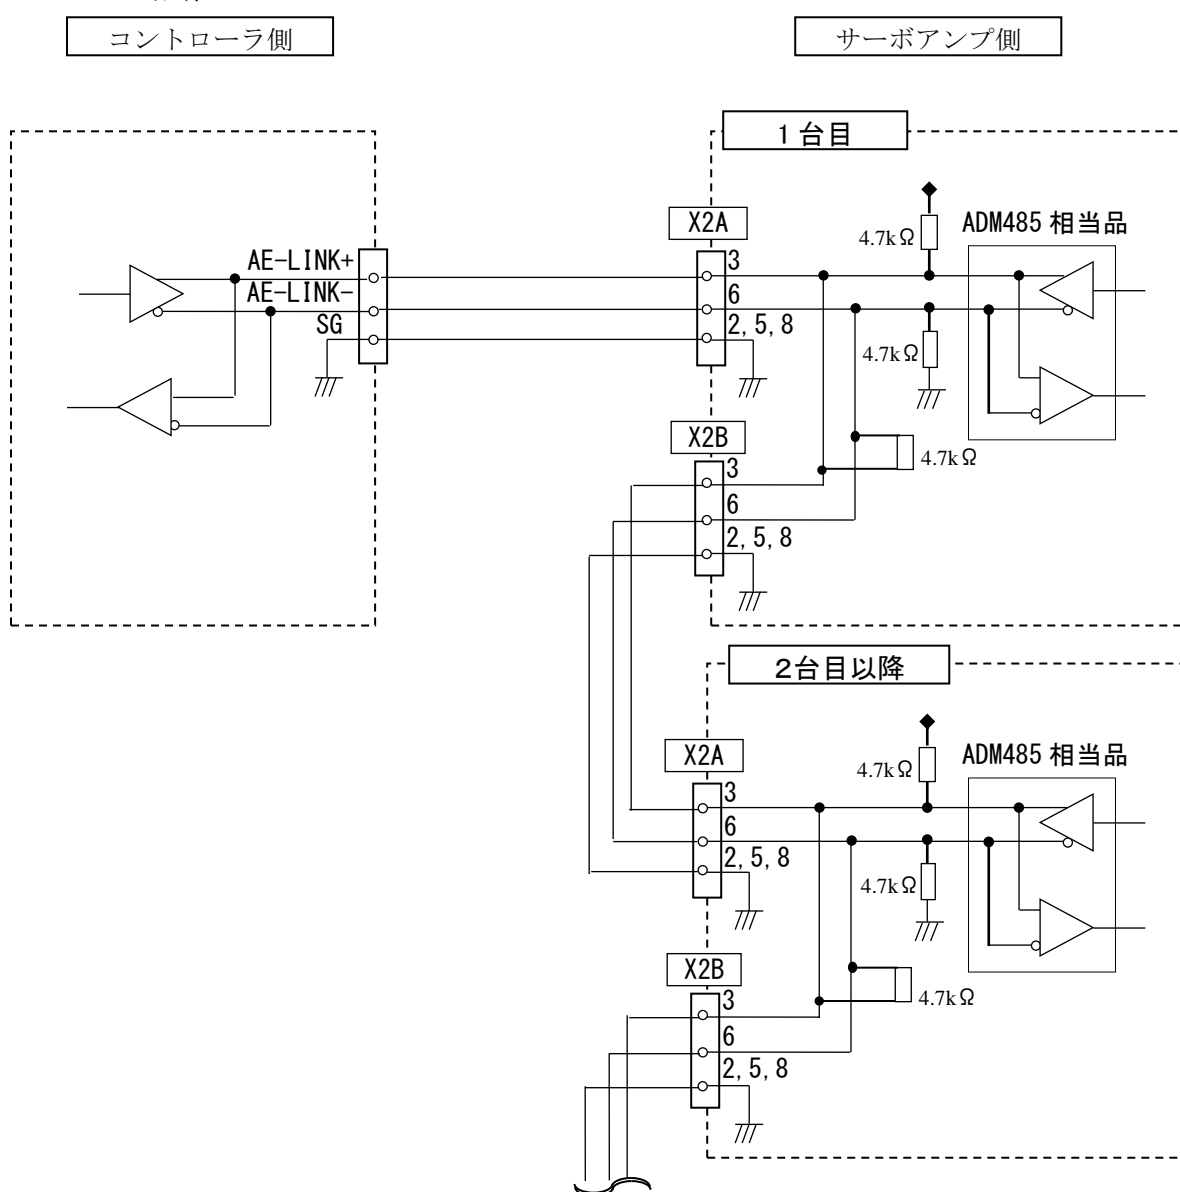 コントローラ側
サーボアンプ側
1台目
X2A
4.7kΩ
ADM485 相当品
AE-LINK+
3
AE-LINK-
6
SG
2,5,8
4.7kΩ
X2B
4.7kΩ
3
6
2,5,8
2台目以降
X2A
4.7kΩ
ADM485 相当品
3
6
2,5,8
4.7kΩ
X2B
4.7kΩ
3
6
2,5,8